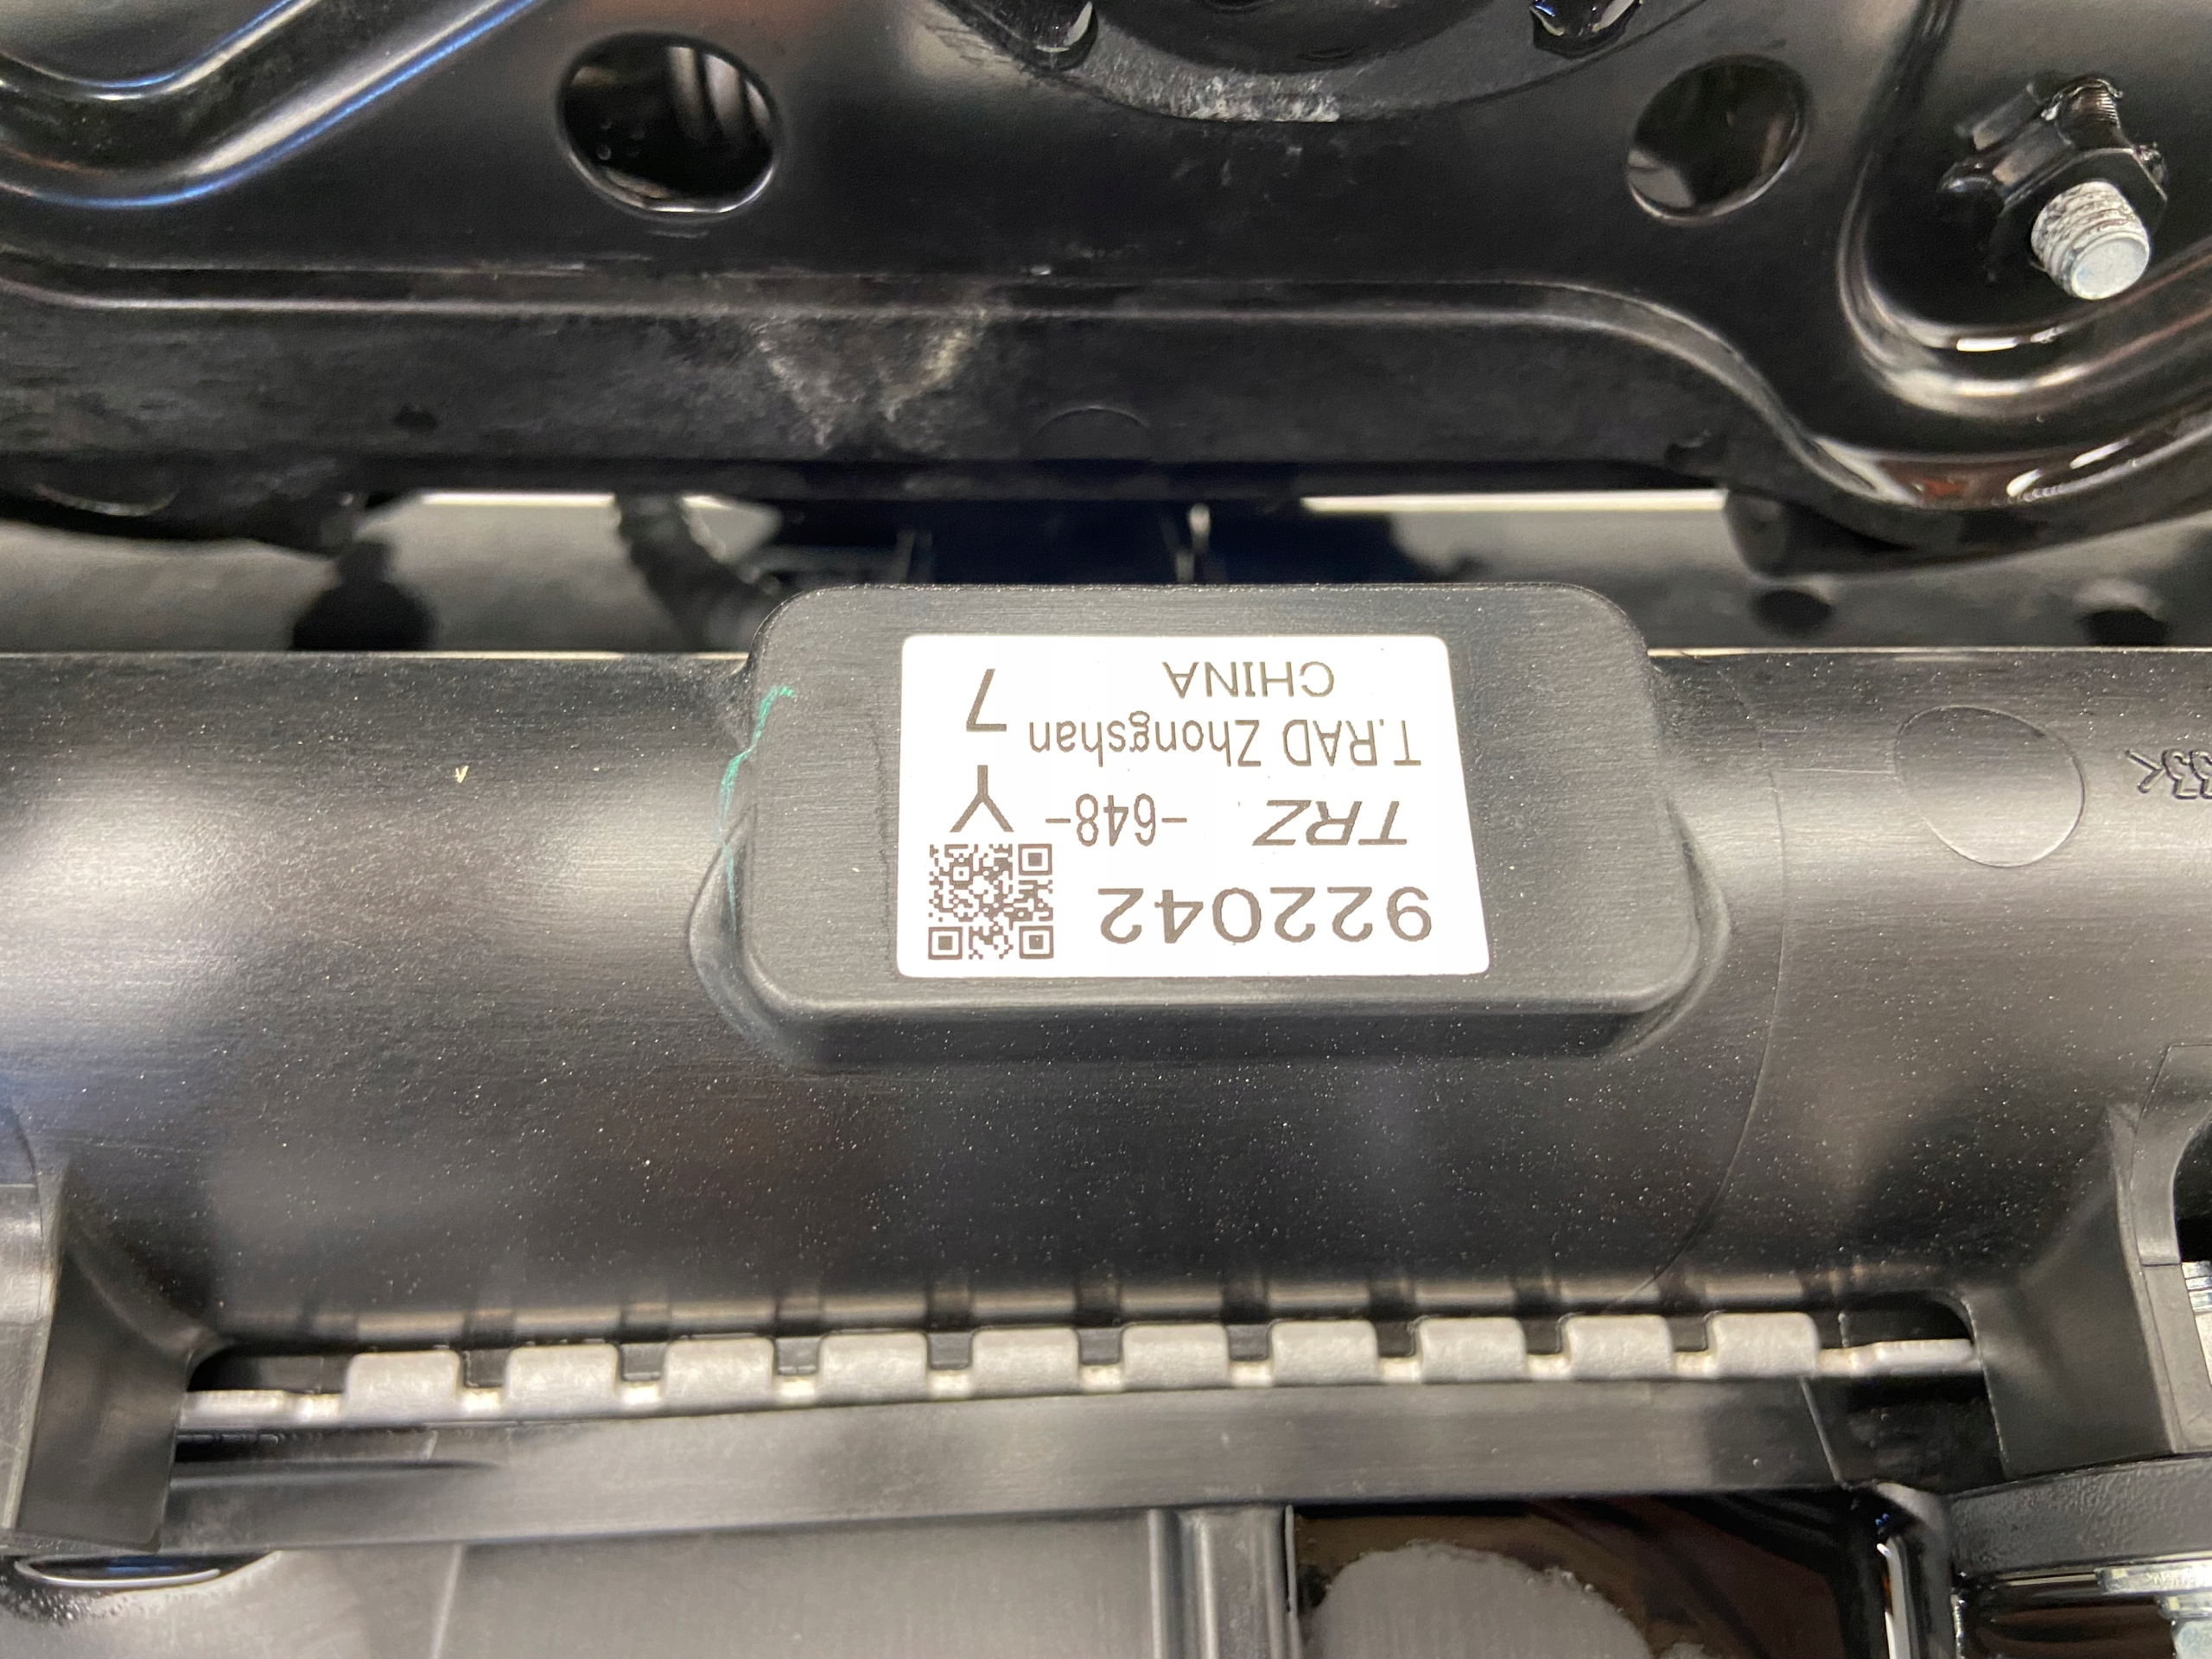 922042
TRZ -648- Y
T.RAD Zhongshan 7
CHINA